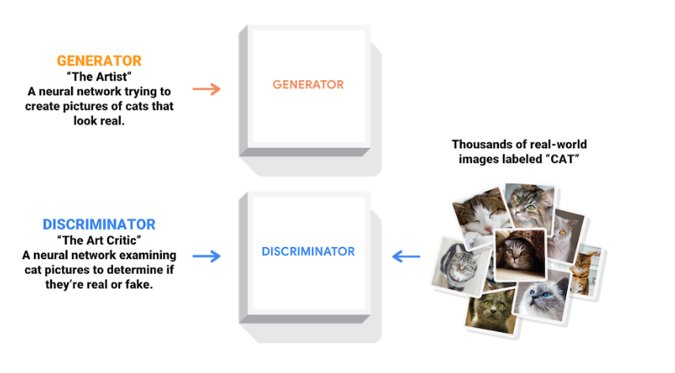 GENERATOR
“The Artist”
A neural network trying to
create pictures of cats that
look real.
GENERATOR
Thousands of real-world
images labeled “CAT”
DISCRIMINATOR
“The Art Critic”
A neural network examining
cat pictures to determine if
they’re real or fake.
DISCRIMINATOR